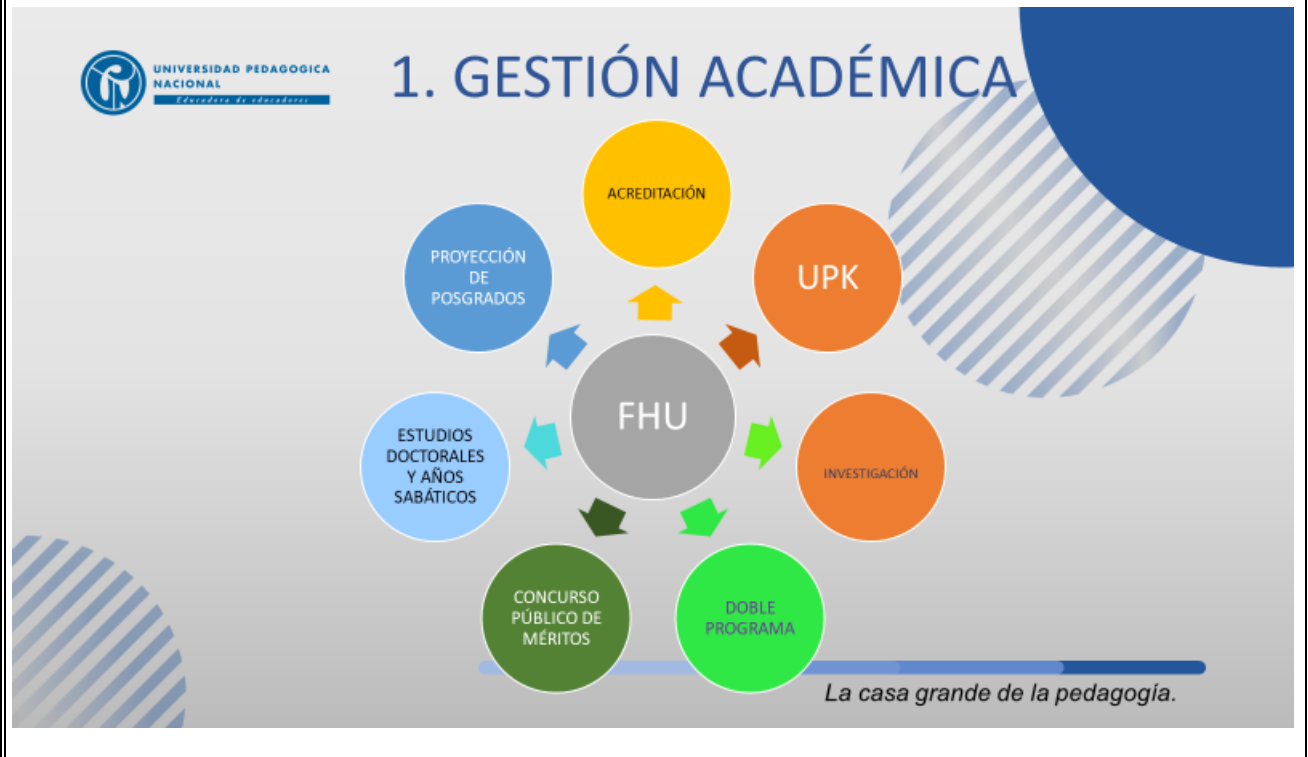 UNIVERSIDAD PEDAGOGICA
NACIONAL
Educadora de educadores
1. GESTIÓN ACADÉMICA
ACREDITACIÓN
UPK
INVESTIGACIÓN
DOBLE
PROGRAMA
CONCURSO
PÚBLICO DE
MÉRITOS
ESTUDIOS
DOCTORALES
Y AÑOS
SABÁTICOS
PROYECCIÓN
DE
POSGRADOS
FHU
La casa grande de la pedagogía.